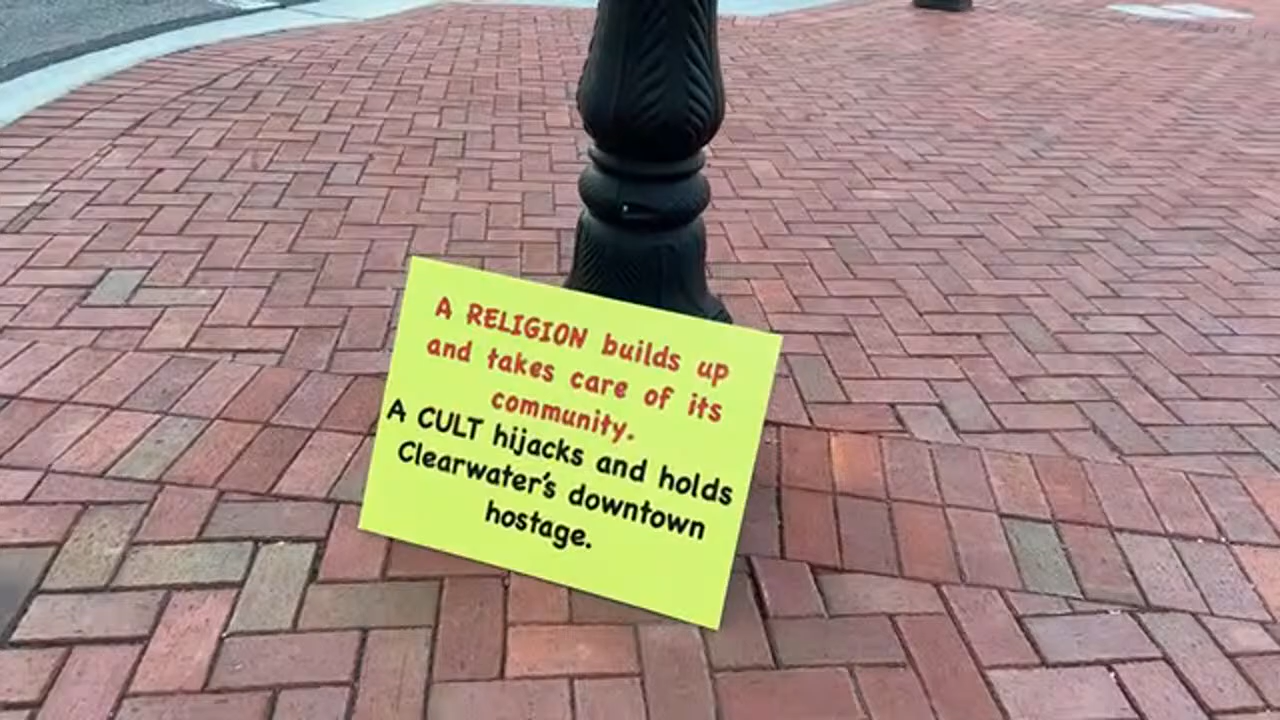 A RELIGION builds up
and takes care of its
community.
A CULT hijacks and holds
Clearwater's downtown
hostage.